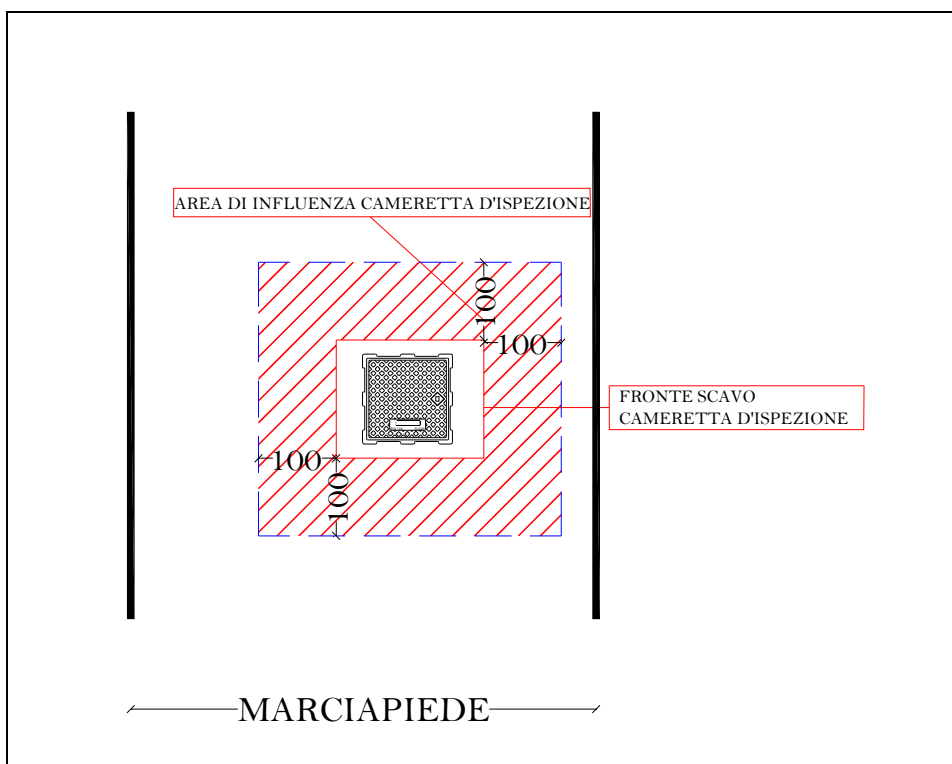 AREA DI INFLUENZA CAMERETTA D'ISPEZIONE
100
100
FRONTE SCAVO
CAMERETTA D'ISPEZIONE
100
100
MARCIAPIEDE